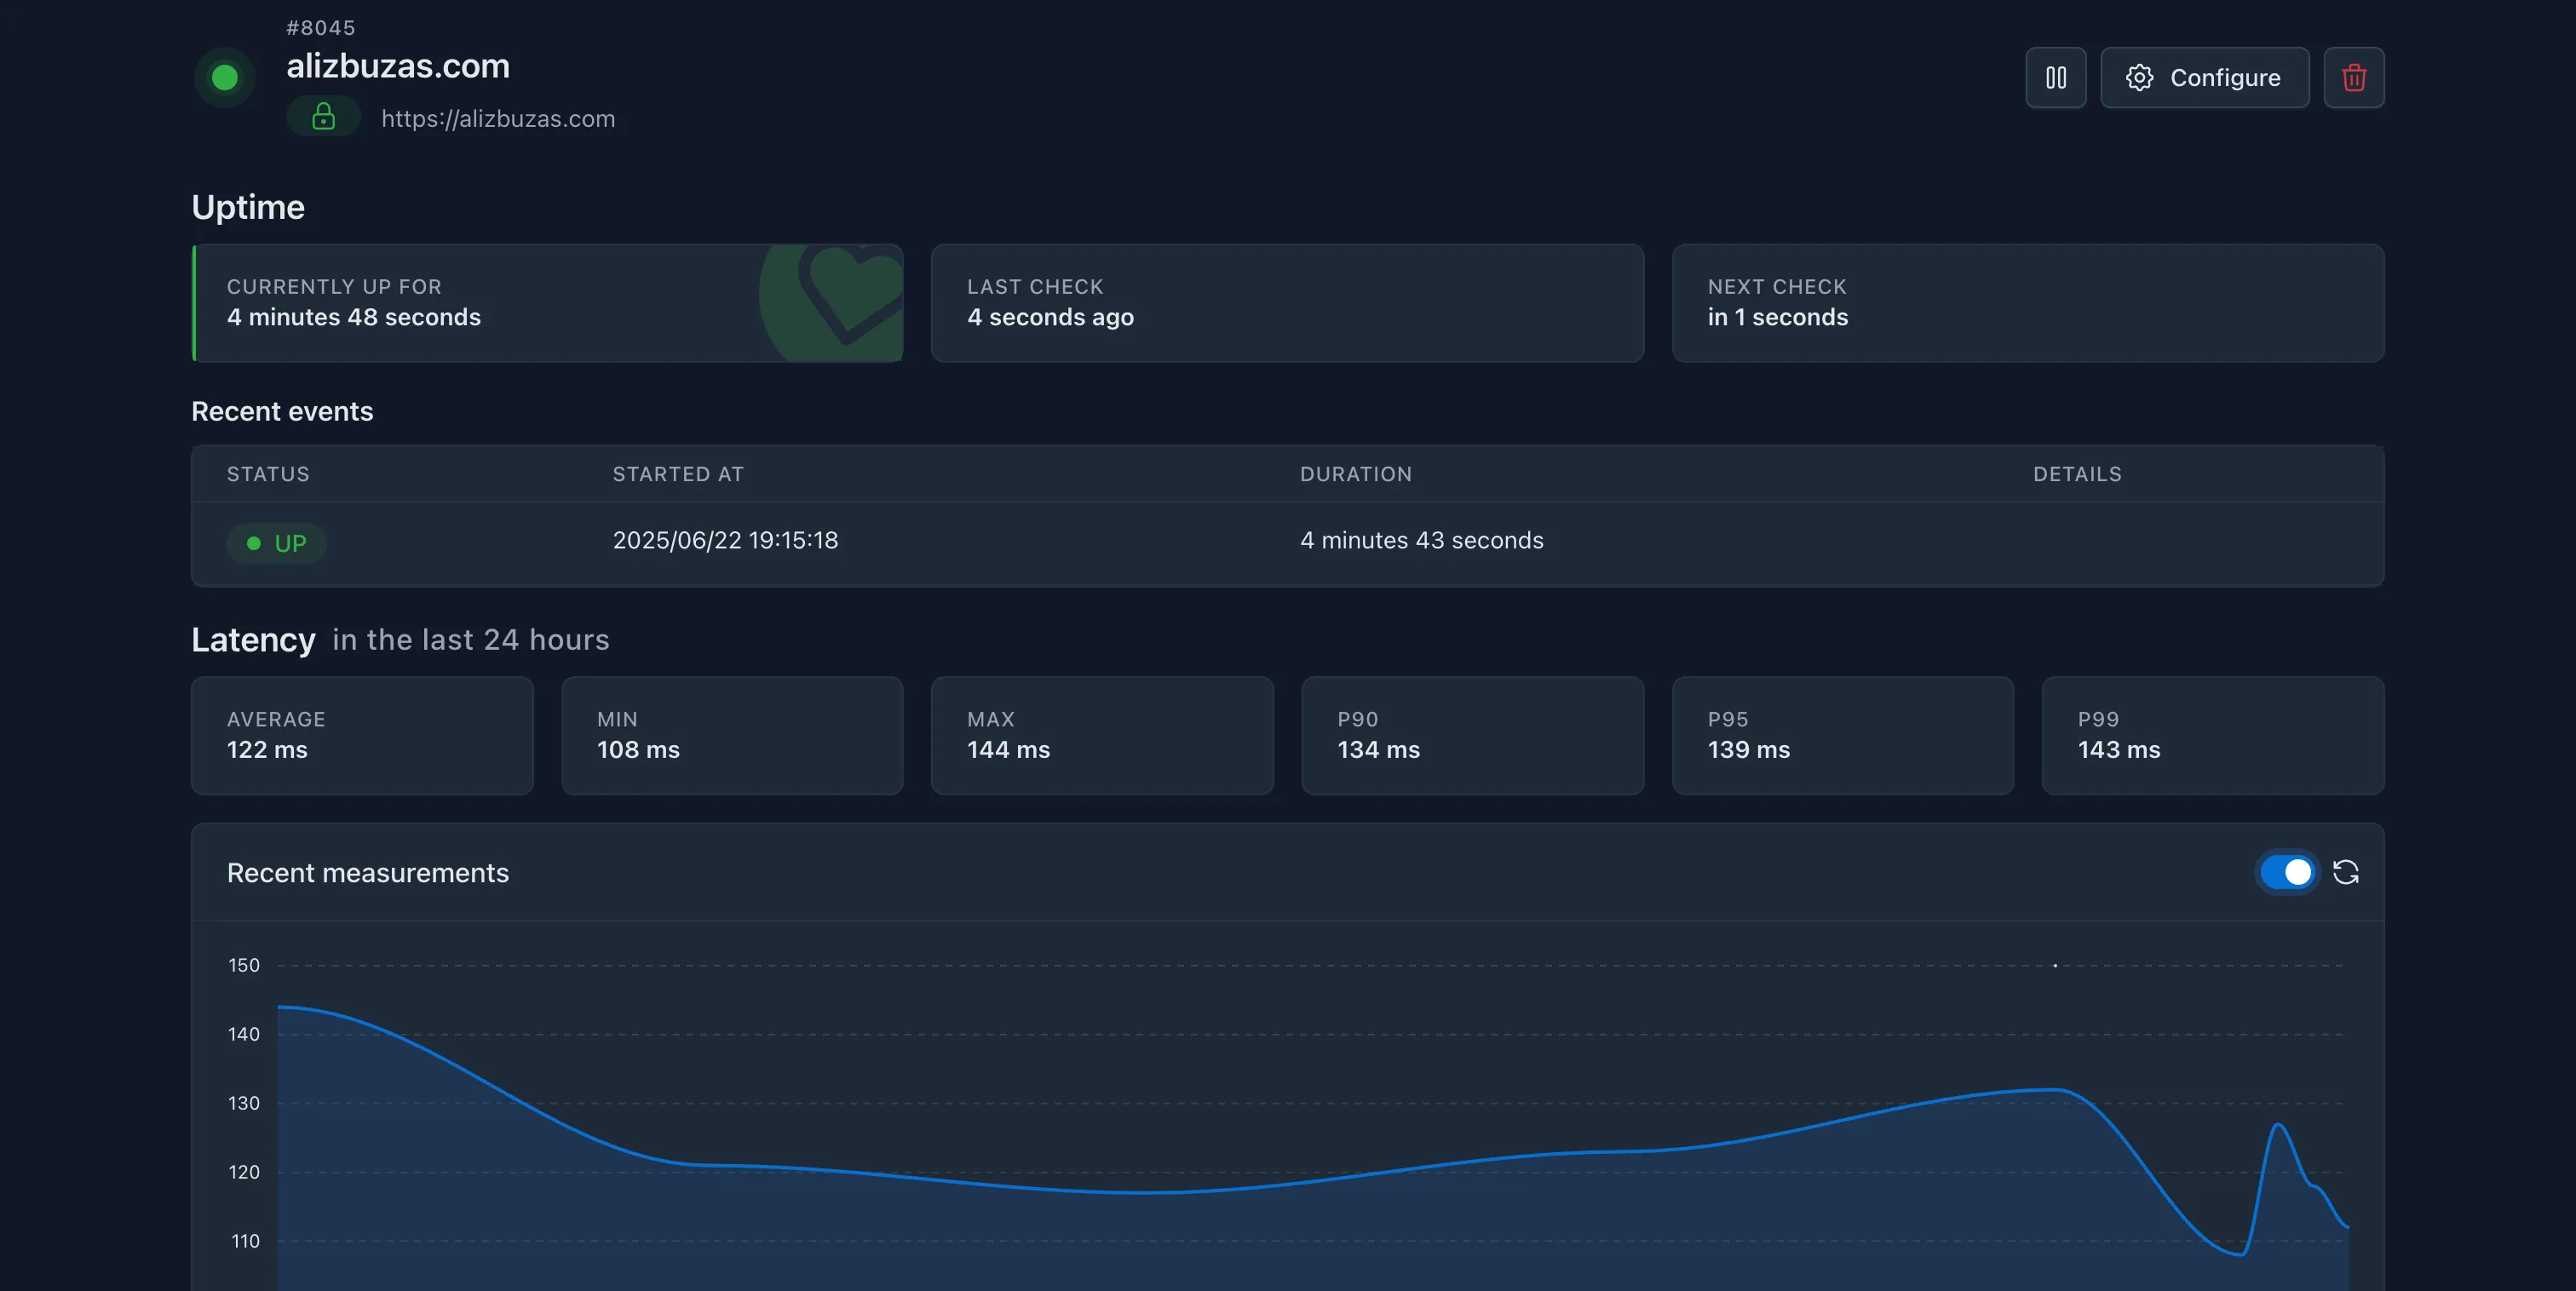 #8045
alizbuzas.com
https://alizbuzas.com
Configure
Uptime
CURRENTLY UP FOR
4 minutes 48 seconds
LAST CHECK
4 seconds ago
NEXT CHECK
in 1 seconds
Recent events
STATUS STARTED AT DURATION DETAILS
UP 2025/06/22 19:15:18 4 minutes 43 seconds
Latency in the last 24 hours
AVERAGE
122 ms
MIN
108 ms
MAX
144 ms
P90
134 ms
P95
139 ms
P99
143 ms
Recent measurements
150
140
130
120
110